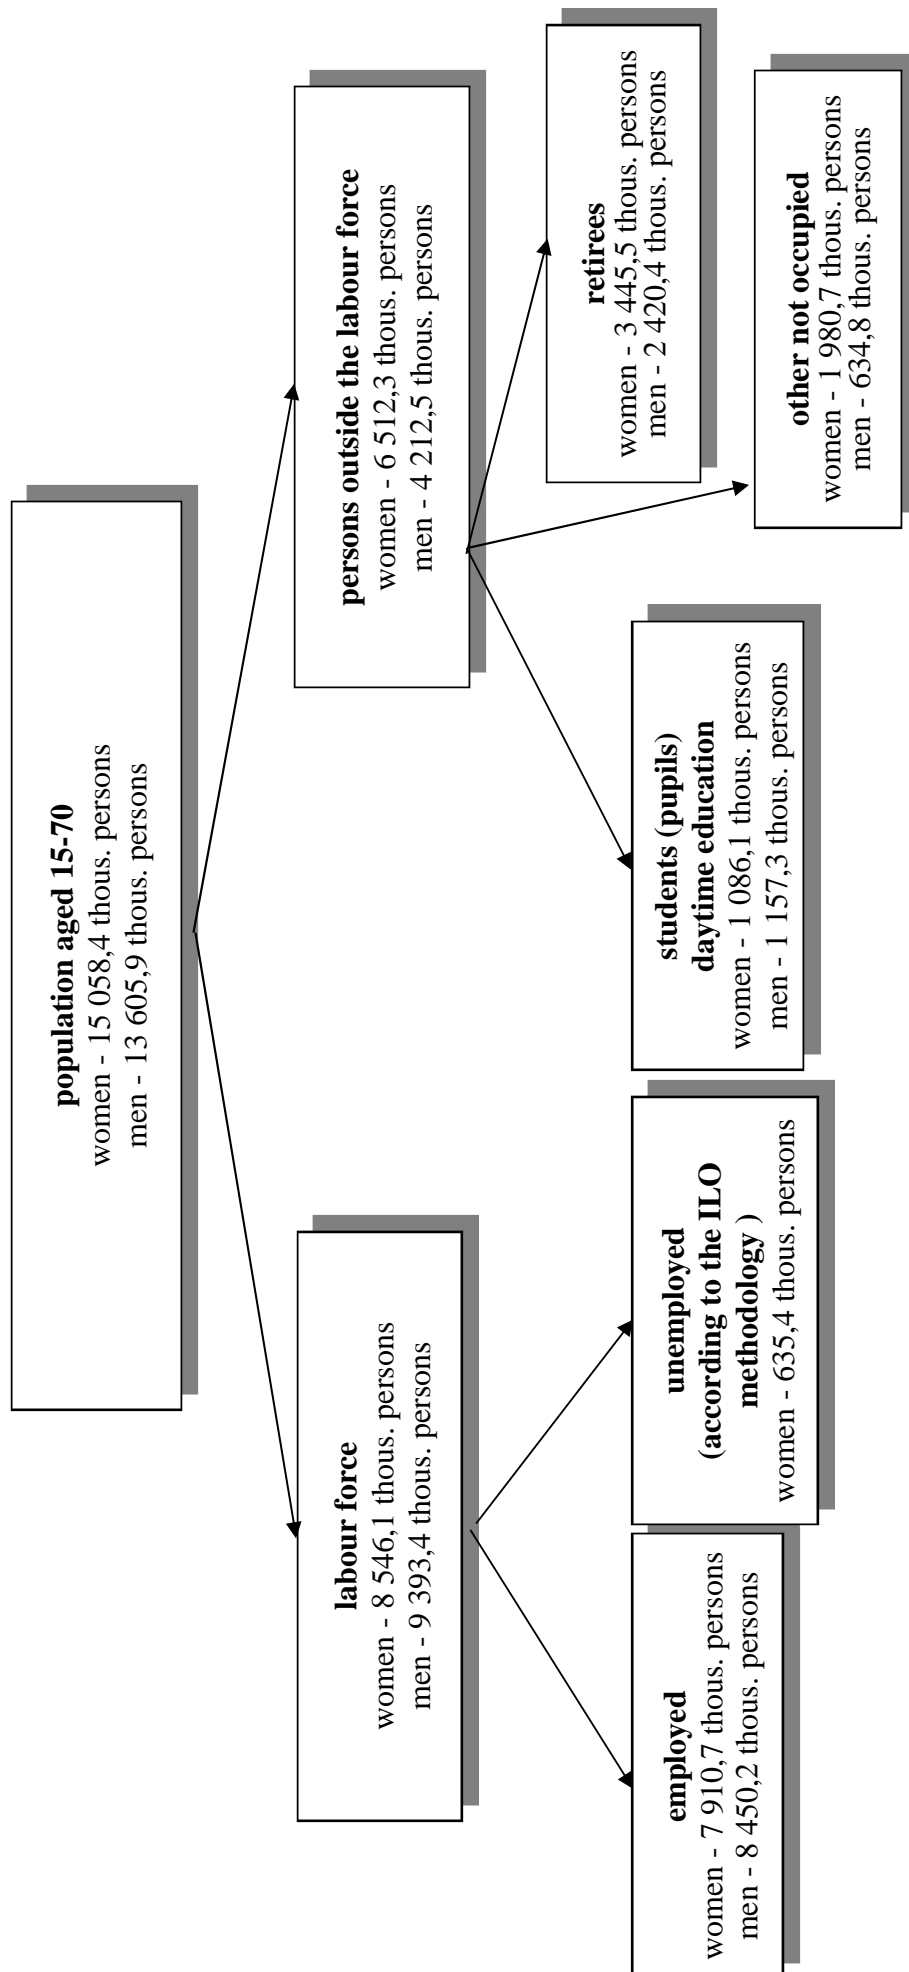 population aged 15-70
women - 15 058,4 thous. persons
men - 13 605,9 thous. persons
labour force
women - 8 546,1 thous. persons
men - 9 393,4 thous. persons
persons outside the labour force
women - 6 512,3 thous. persons
men - 4 212,5 thous. persons
employed
women - 7 910,7 thous. persons
men - 8 450,2 thous. persons
unemployed
(according to the ILO
methodology )
women - 635,4 thous. persons
students (pupils)
daytime education
women - 1 086,1 thous. persons
men - 1 157,3 thous. persons
retirees
women - 3 445,5 thous. persons
men - 2 420,4 thous. persons
other not occupied
women - 1 980,7 thous. persons
men - 634,8 thous. persons